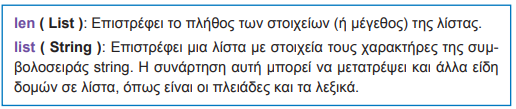 len ( List ): Επιστρέφει το πλήθος των στοιχείων (ή μέγεθος) της λίστας.
list ( String ): Επιστρέφει μια λίστα με στοιχεία τους χαρακτήρες της συμ-
βολοσειράς string. Η συνάρτηση αυτή μπορεί να μετατρέψει και άλλα είδη
δομών σε λίστα, όπως είναι οι πλειάδες και τα λεξικά.